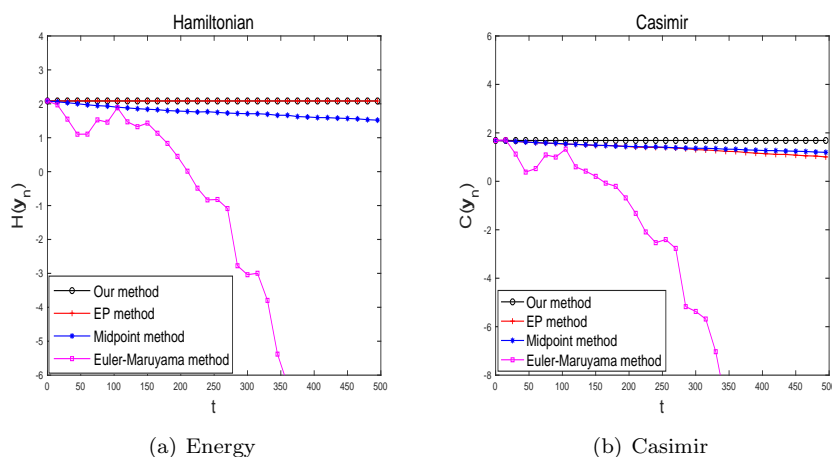 Hamiltonian
4
3
2
1
0
-1
-2
-3
-4
-5
-6
H(yₙ)
Our method
EP method
Midpoint method
Euler-Maruyama method
0 50 100 150 200 250 300 350 400 450 500
t
(a) Energy
Casimir
6
4
2
0
-2
-4
-6
-8
C(yₙ)
Our method
EP method
Midpoint method
Euler-Maruyama method
0 50 100 150 200 250 300 350 400 450 500
t
(b) Casimir